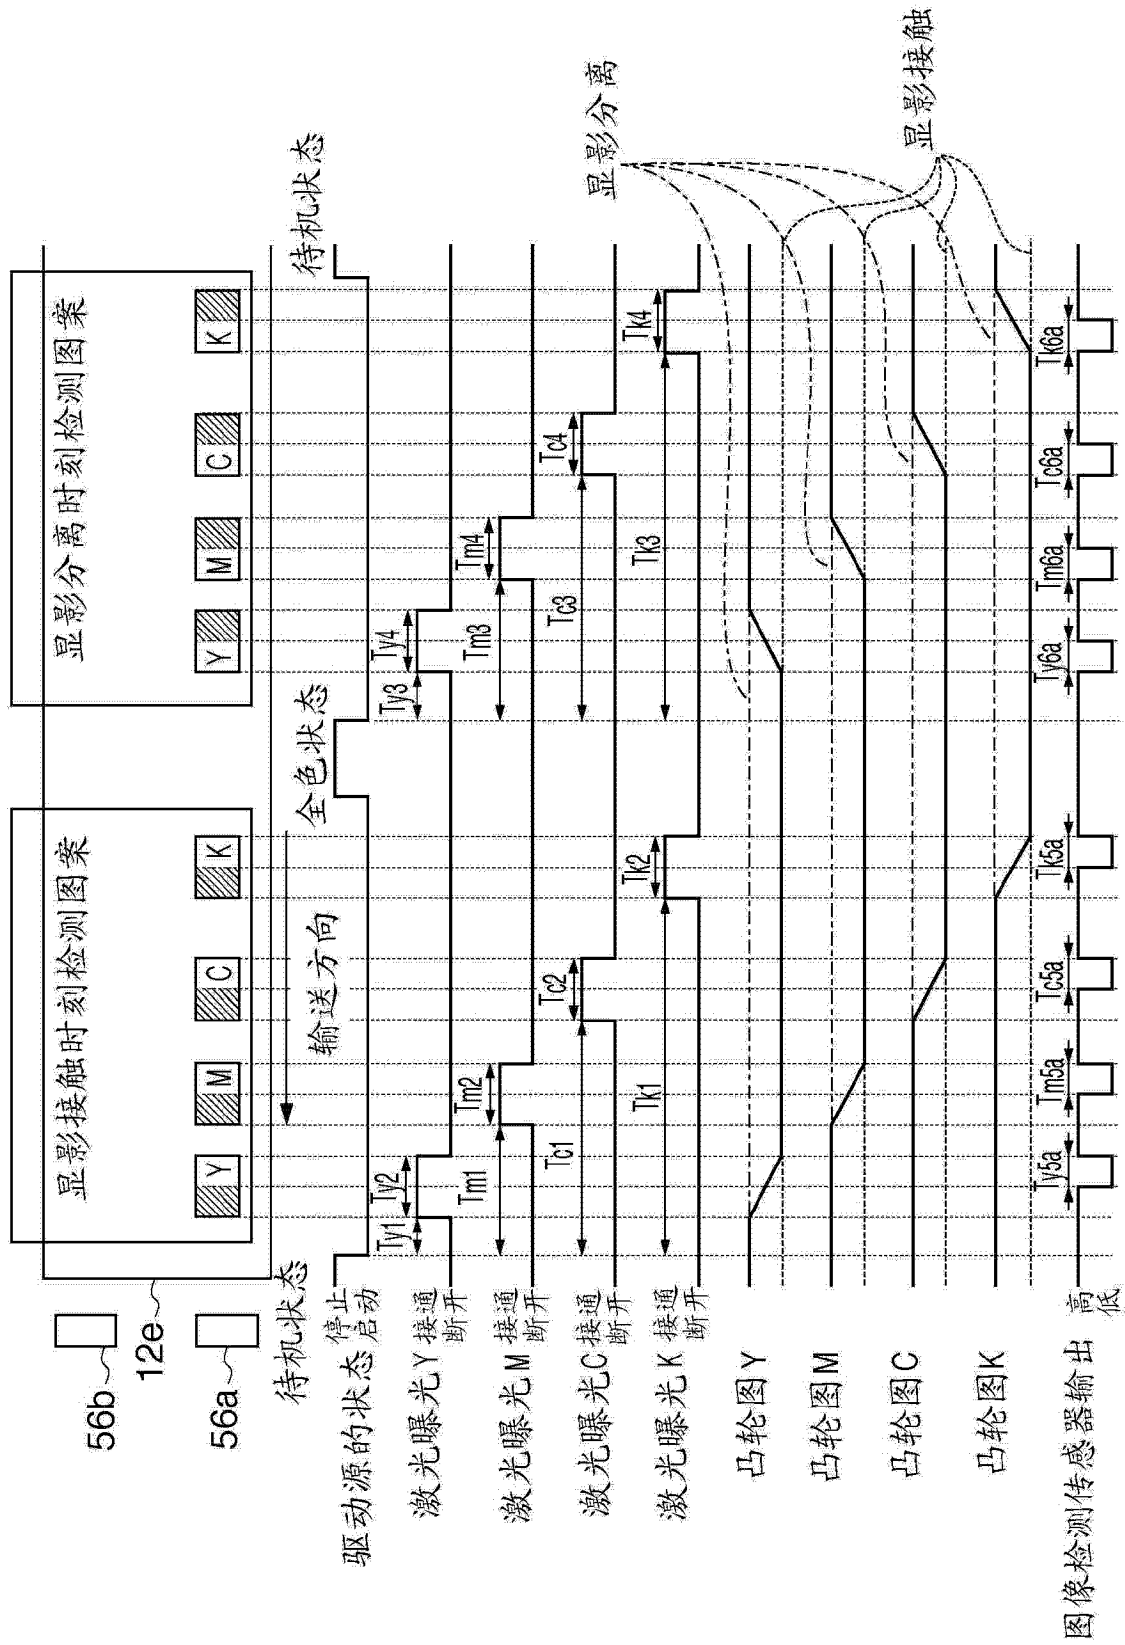 56b
12e
56a
显影接触时刻检测图案
Y
M
C
K
显影分离时刻检测图案
Y
M
C
K
输送方向
待机状态
全色状态
待机状态
驱动源的状态
停止
启动
激光曝光Y
接通
断开
Ty1
Ty2
Ty3
Ty4
激光曝光M
接通
断开
Tm1
Tm2
Tm3
Tm4
激光曝光C
接通
断开
Tc1
Tc2
Tc3
Tc4
激光曝光K
接通
断开
Tk1
Tk2
Tk3
Tk4
显影分离
显影接触
凸轮图Y
凸轮图M
凸轮图C
凸轮图K
图像检测传感器输出
高
低
Ty5a
Tm5a
Tc5a
Tk5a
Ty6a
Tm6a
Tc6a
Tk6a